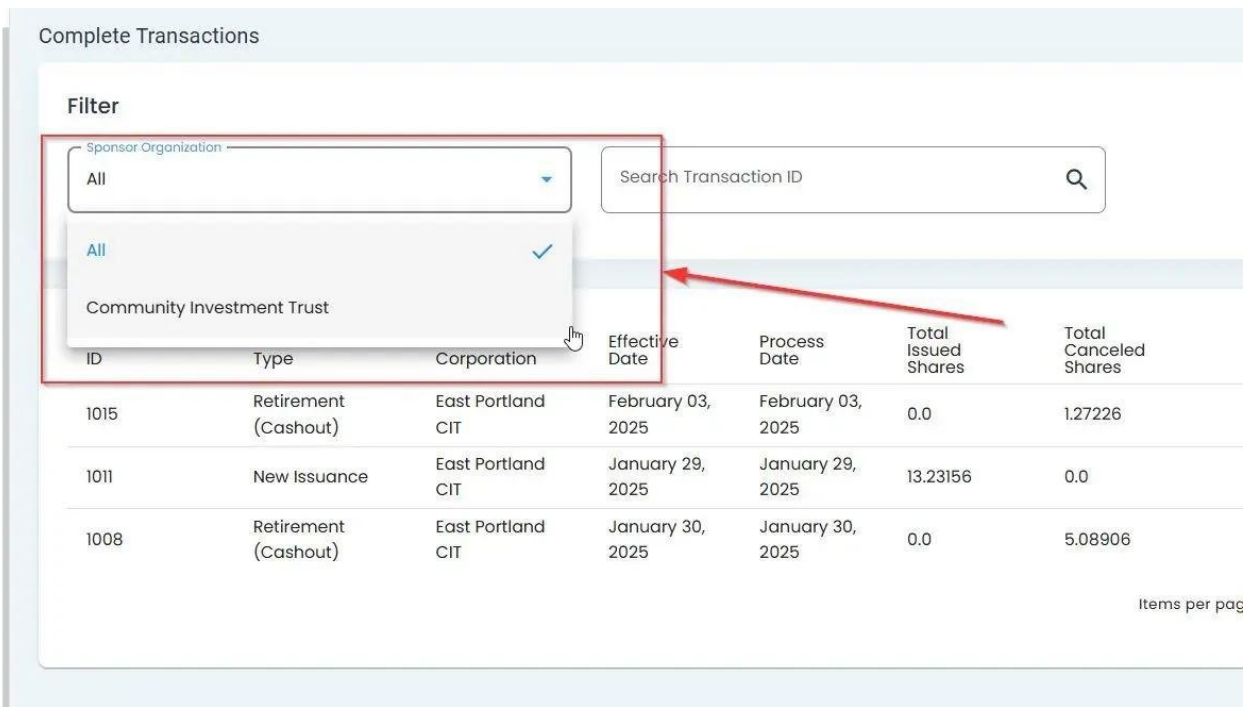 Complete Transactions
Filter
Sponsor Organization
All
Search Transaction ID
All
Community Investment Trust
ID Type Corporation Effective Date Process Date Total Issued Shares Total Canceled Shares
1015 Retirement (Cashout) East Portland CIT February 03, 2025 February 03, 2025 0.0 1.27226
1011 New Issuance East Portland CIT January 29, 2025 January 29, 2025 13.23156 0.0
1008 Retirement (Cashout) East Portland CIT January 30, 2025 January 30, 2025 0.0 5.08906
Items per pag